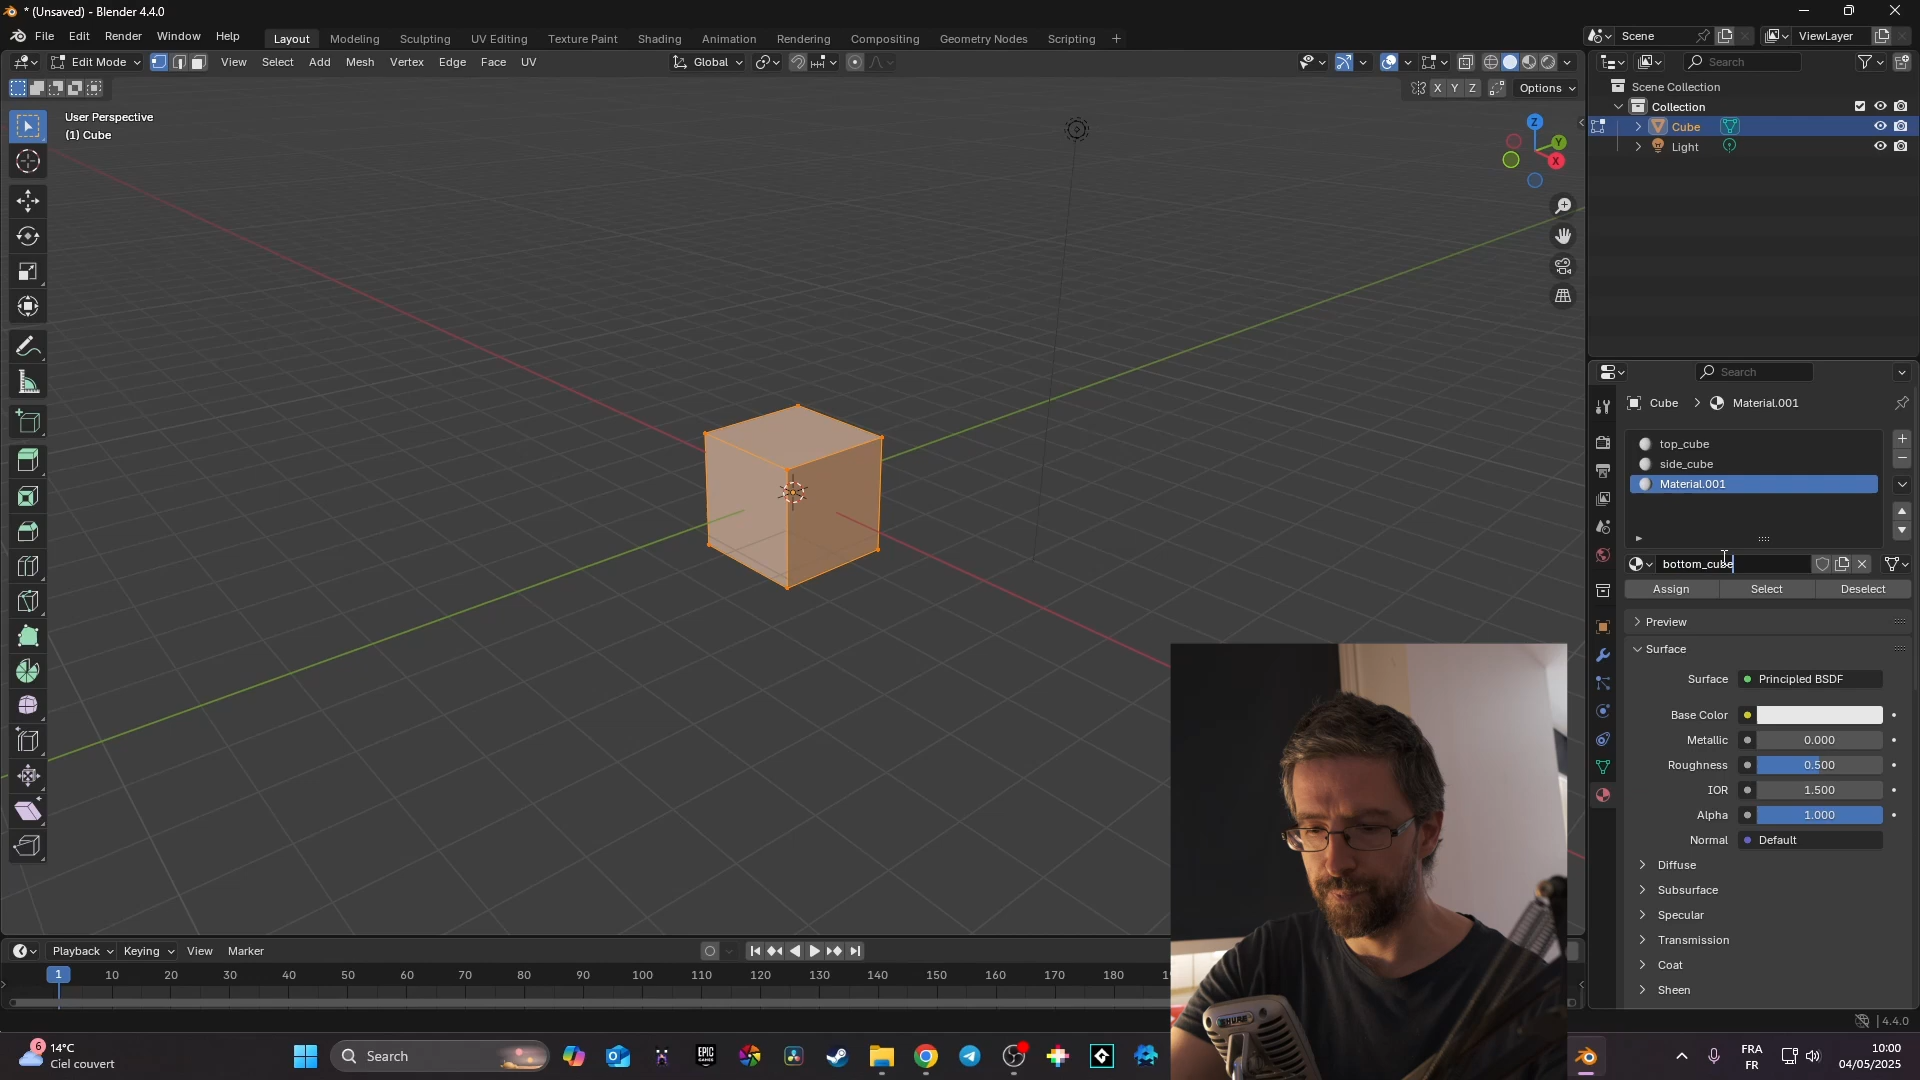 * (Unsaved) - Blender 4.4.0
File Edit Render Window Help
Layout Modeling Sculpting UV Editing Texture Paint Shading Animation Rendering Compositing Geometry Nodes Scripting +
Scene
ViewLayer
Edit Mode
View Select Add Mesh Vertex Edge Face UV
Global
Search
X Y Z
Options
User Perspective
(1) Cube
Z
Y
X
Scene Collection
Collection
Cube
Light
Search
Cube > Material.001
top_cube
side_cube
Material.001
bottom_cube
Assign Select Deselect
Preview
Surface
Surface Principled BSDF
Base Color
Metallic 0.000
Roughness 0.500
IOR 1.500
Alpha 1.000
Normal Default
Diffuse
Subsurface
Specular
Transmission
Coat
Sheen
Playback Keying View Marker
1 10 20 30 40 50 60 70 80 90 100 110 120 130 140 150 160 170 180
4.4.0
SHURE
6
14°C
Ciel couvert
Search
EPIC GAMES
FRA
FR
10:00
04/05/2025